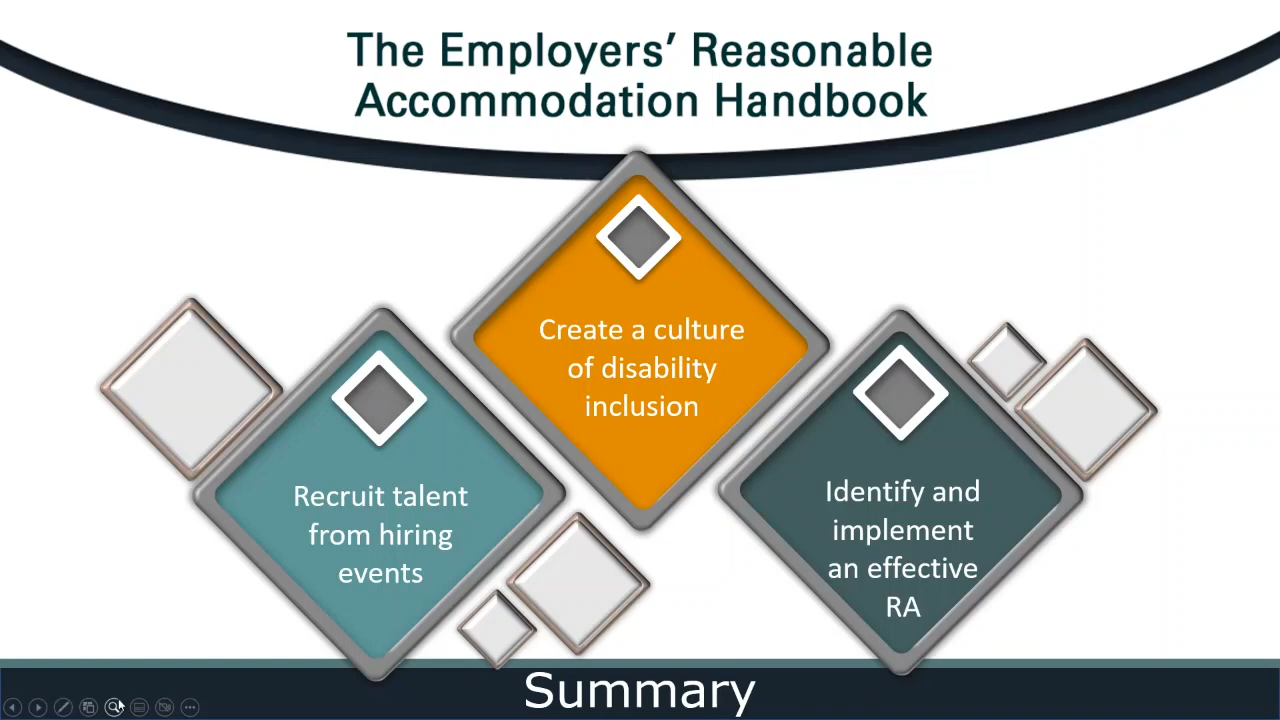 The Employers’ Reasonable
Accommodation Handbook
Create a culture
of disability
inclusion
Recruit talent
from hiring
events
Identify and
implement
an effective
RA
Summary